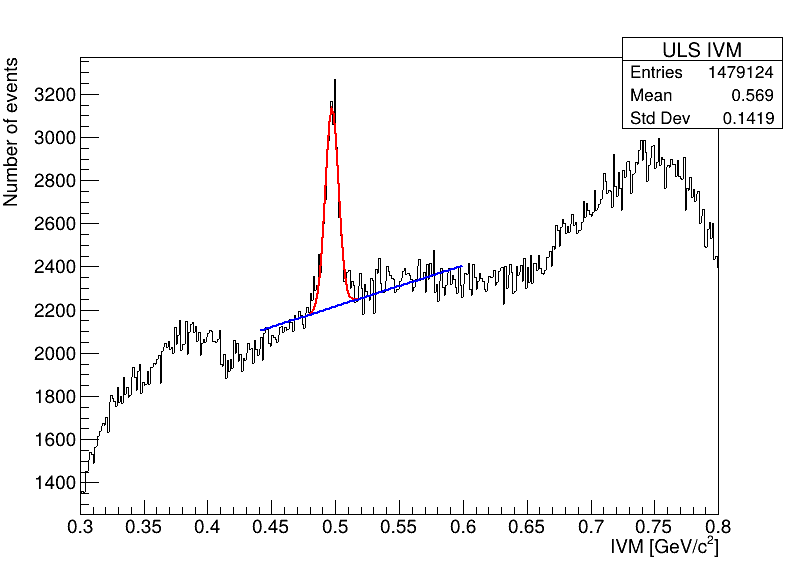 ULS IVM
Entries 1479124
Mean 0.569
Std Dev 0.1419
Number of events
3200
3000
2800
2600
2400
2200
2000
1800
1600
1400
0.3 0.35 0.4 0.45 0.5 0.55 0.6 0.65 0.7 0.75 0.8
IVM [GeV/c²]